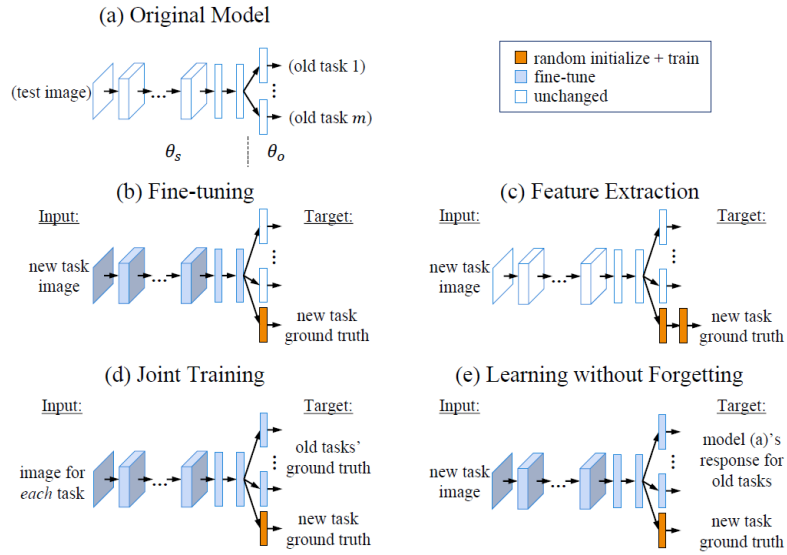 (a) Original Model
(test image)
...
(old task 1)
(old task m)
θs
θo
random initialize + train
fine-tune
unchanged
(b) Fine-tuning
Input:
Target:
new task
image
...
new task
ground truth
(c) Feature Extraction
Input:
Target:
new task
image
...
new task
ground truth
(d) Joint Training
Input:
Target:
image for
each task
...
old tasks'
ground truth
new task
ground truth
(e) Learning without Forgetting
Input:
Target:
new task
image
...
model (a)'s
response for
old tasks
new task
ground truth